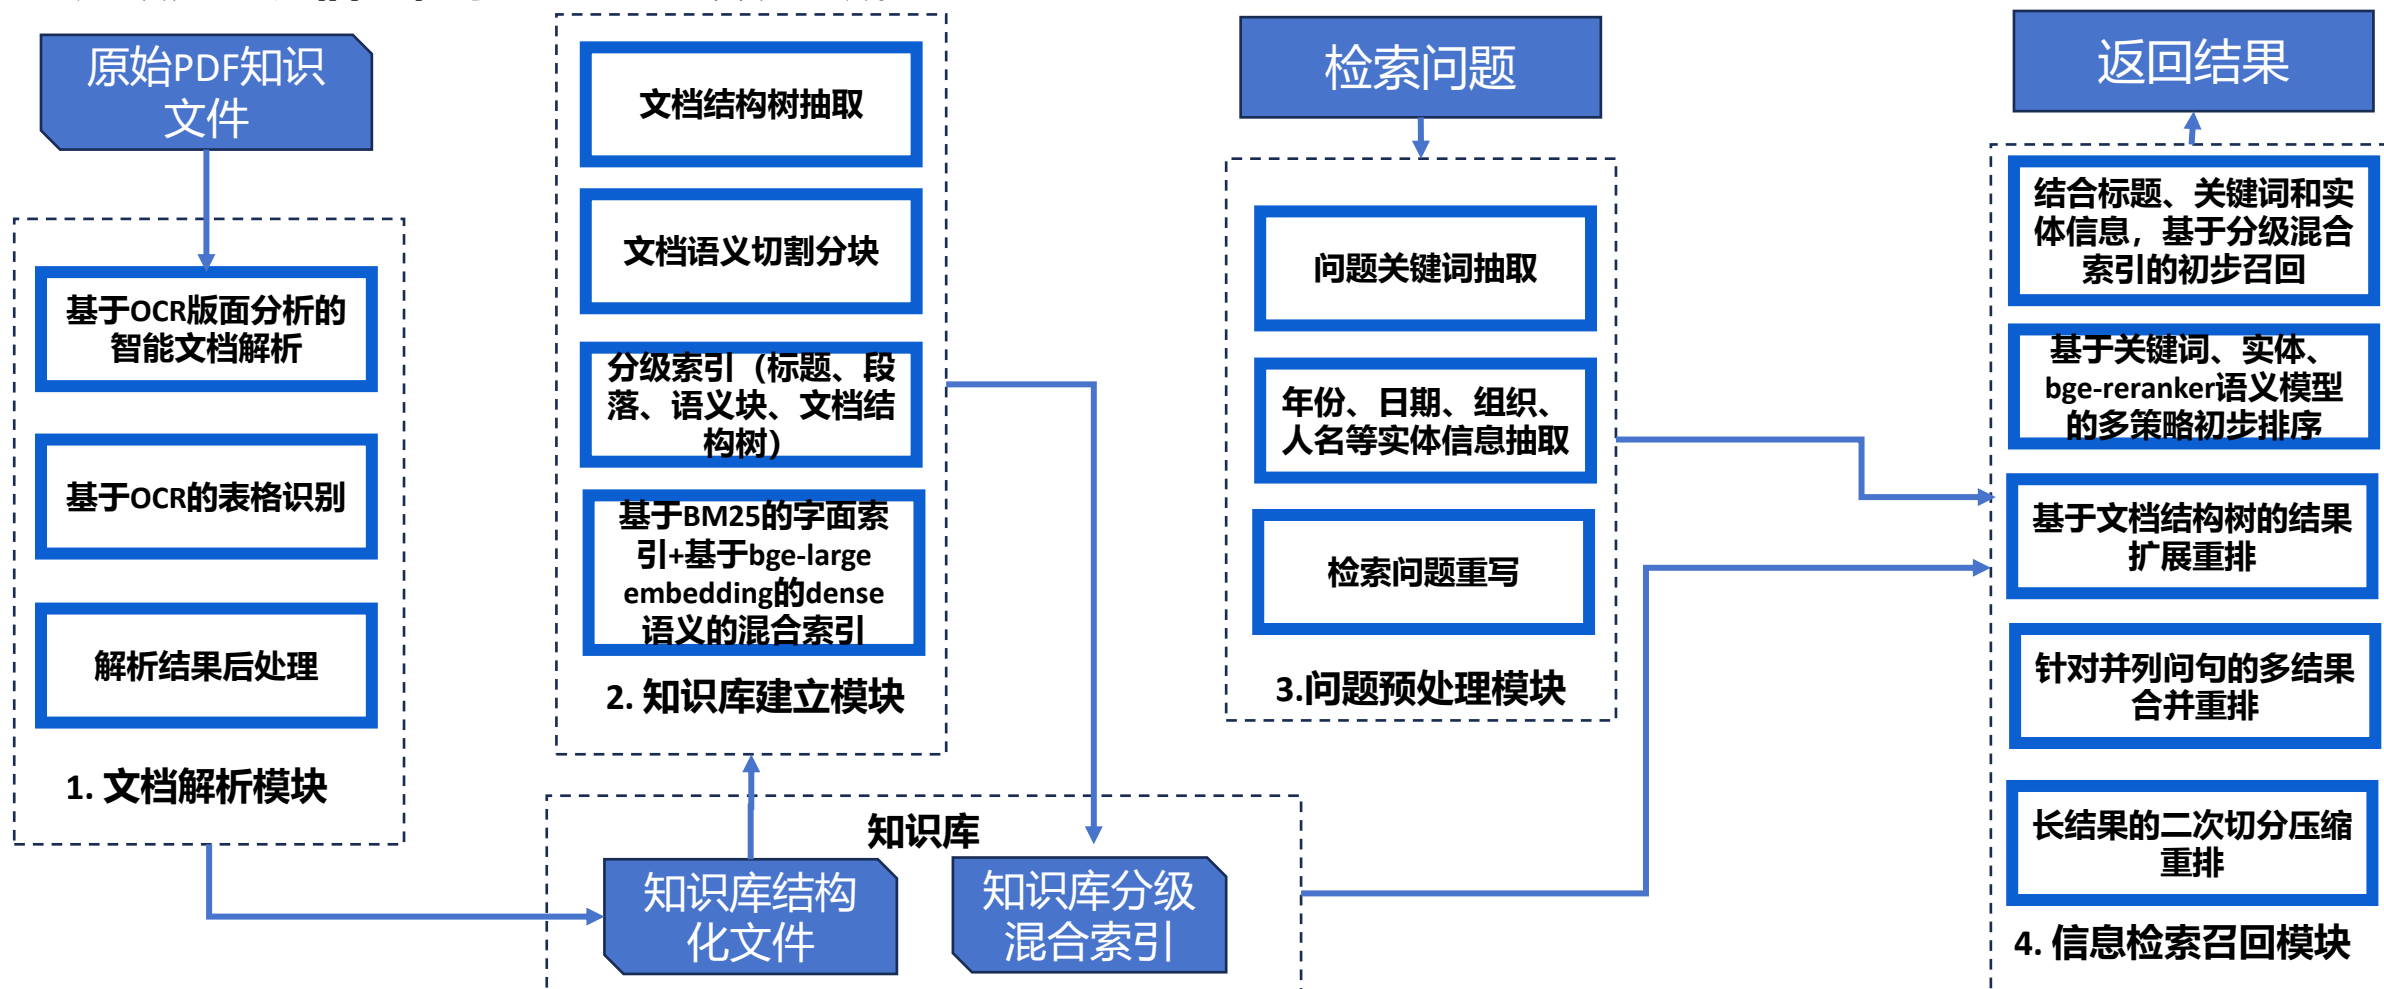 原始PDF知识
文件
基于OCR版面分析的
智能文档解析
基于OCR的表格识别
解析结果后处理
1. 文档解析模块
文档结构树抽取
文档语义切割分块
分级索引（标题、段
落、语义块、文档结
构树）
基于BM25的字面索
引+基于bge-large
embedding的dense
语义的混合索引
2. 知识库建立模块
知识库
知识库结构
化文件
知识库分级
混合索引
检索问题
问题关键词抽取
年份、日期、组织、
人名等实体信息抽取
检索问题重写
3.问题预处理模块
返回结果
结合标题、关键词和实
体信息，基于分级混合
索引的初步召回
基于关键词、实体、
bge-reranker语义模型
的多策略初步排序
基于文档结构树的结果
扩展重排
针对并列问句的多结果
合并重排
长结果的二次切分压缩
重排
4. 信息检索召回模块